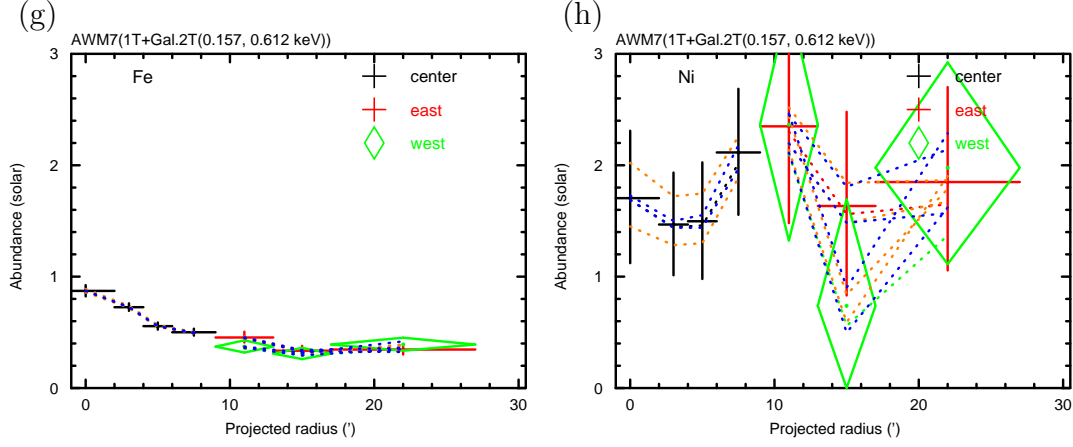 (g)
AWM7(1T+Gal.2T(0.157, 0.612 keV))
Fe
center
east
west
Abundance (solar)
0
1
2
3
0
10
20
30
Projected radius (')
(h)
AWM7(1T+Gal.2T(0.157, 0.612 keV))
Ni
center
east
west
Abundance (solar)
0
1
2
3
0
10
20
30
Projected radius (')